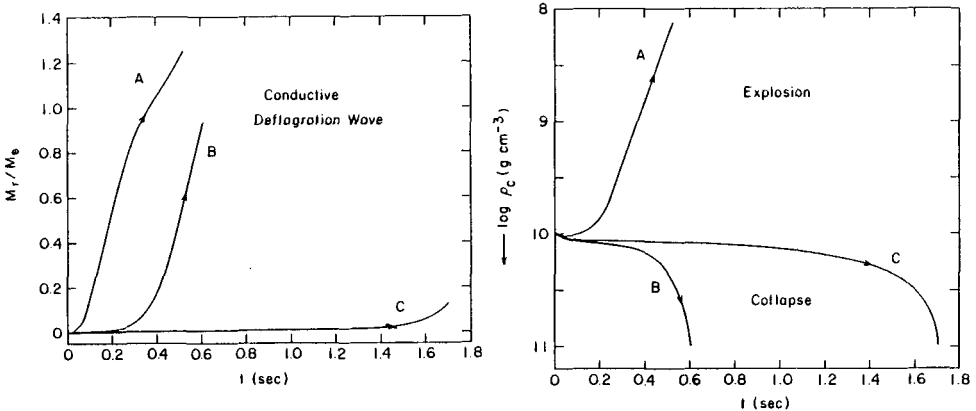 1.4
1.2
1.0
0.8
0.6
0.4
0.2
0
Mr/M⊙
A
B
C
Conductive
Deflagration Wave
0 0.2 0.4 0.6 0.8 1.0 1.2 1.4 1.6 1.8
t (sec)
8
9
10
11
← log ρc (g cm-3)
A
B
C
Explosion
Collapse
0 0.2 0.4 0.6 0.8 1.0 1.2 1.4 1.6 1.8
t (sec)